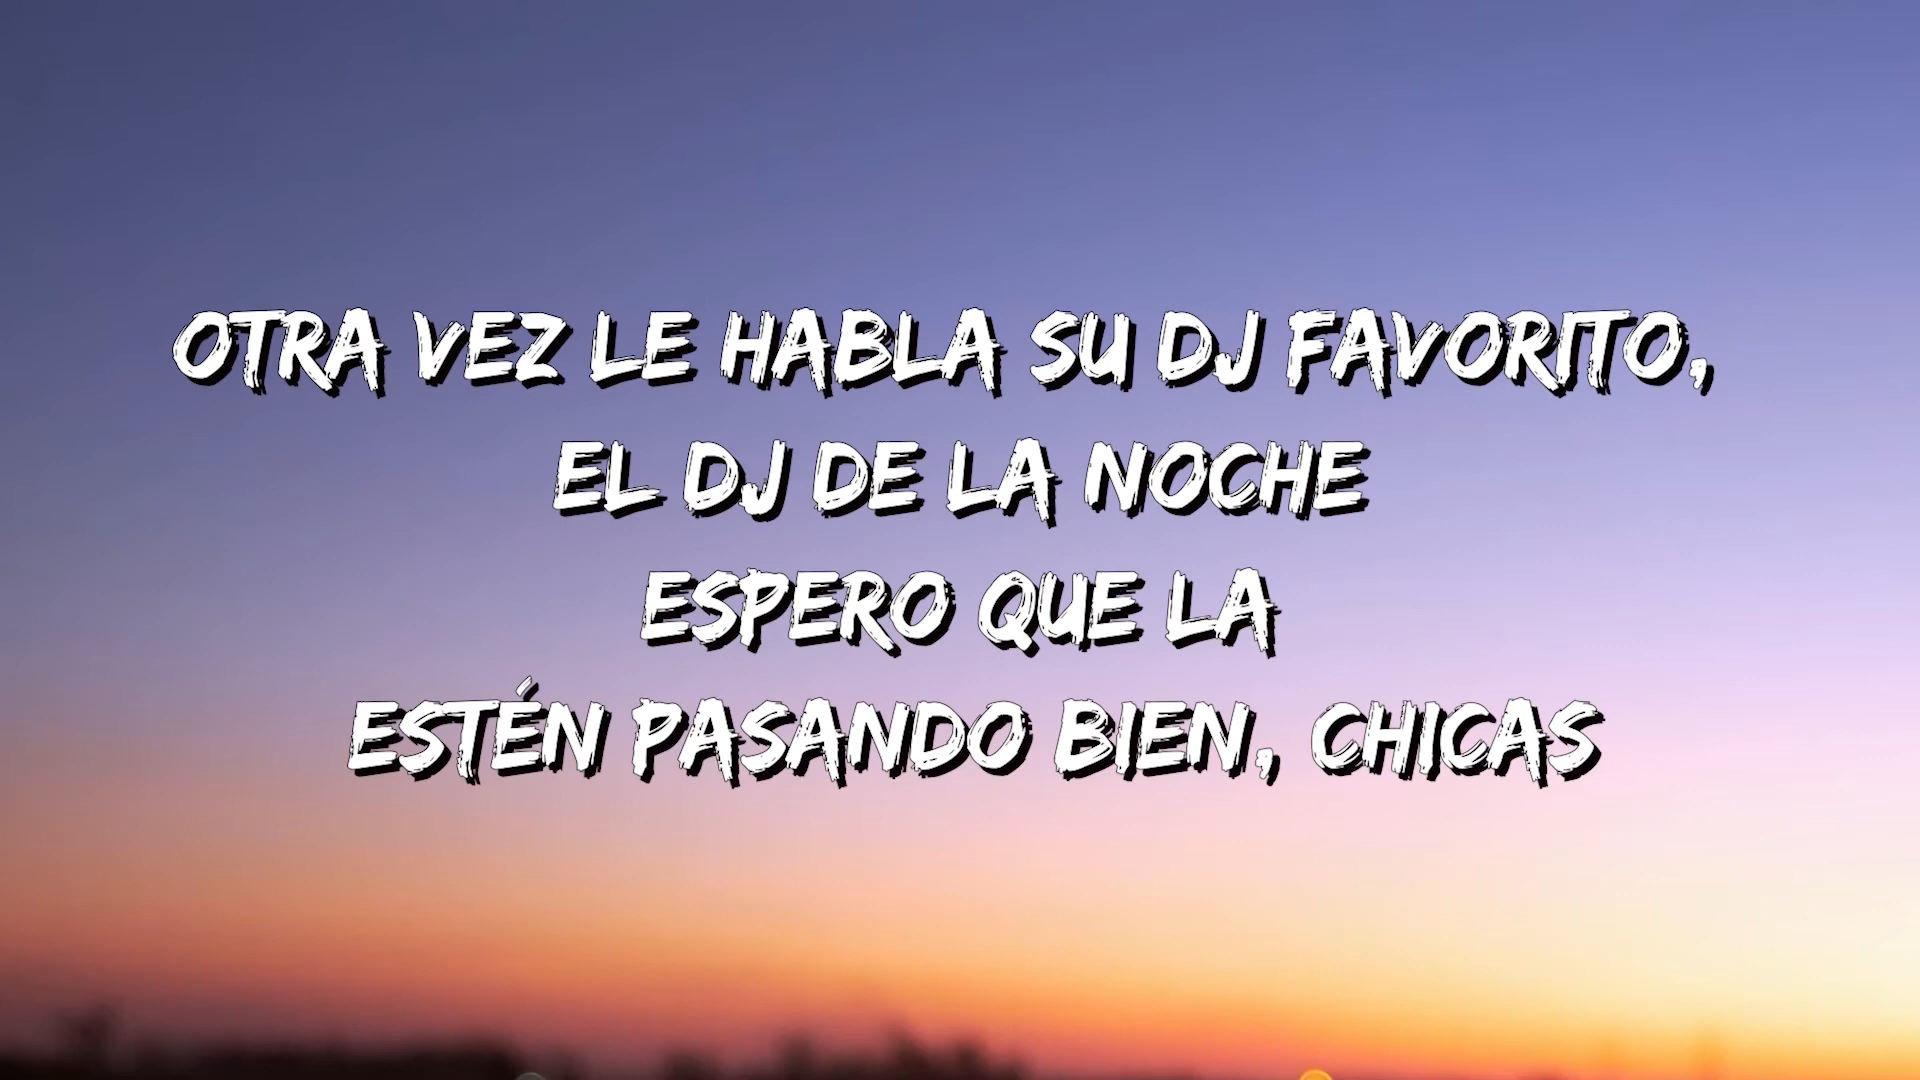 OTRA VEZ LE HABLA SU DJ FAVORITO,
EL DJ DE LA NOCHE
ESPERO QUE LA
ESTÉN PASANDO BIEN, CHICAS